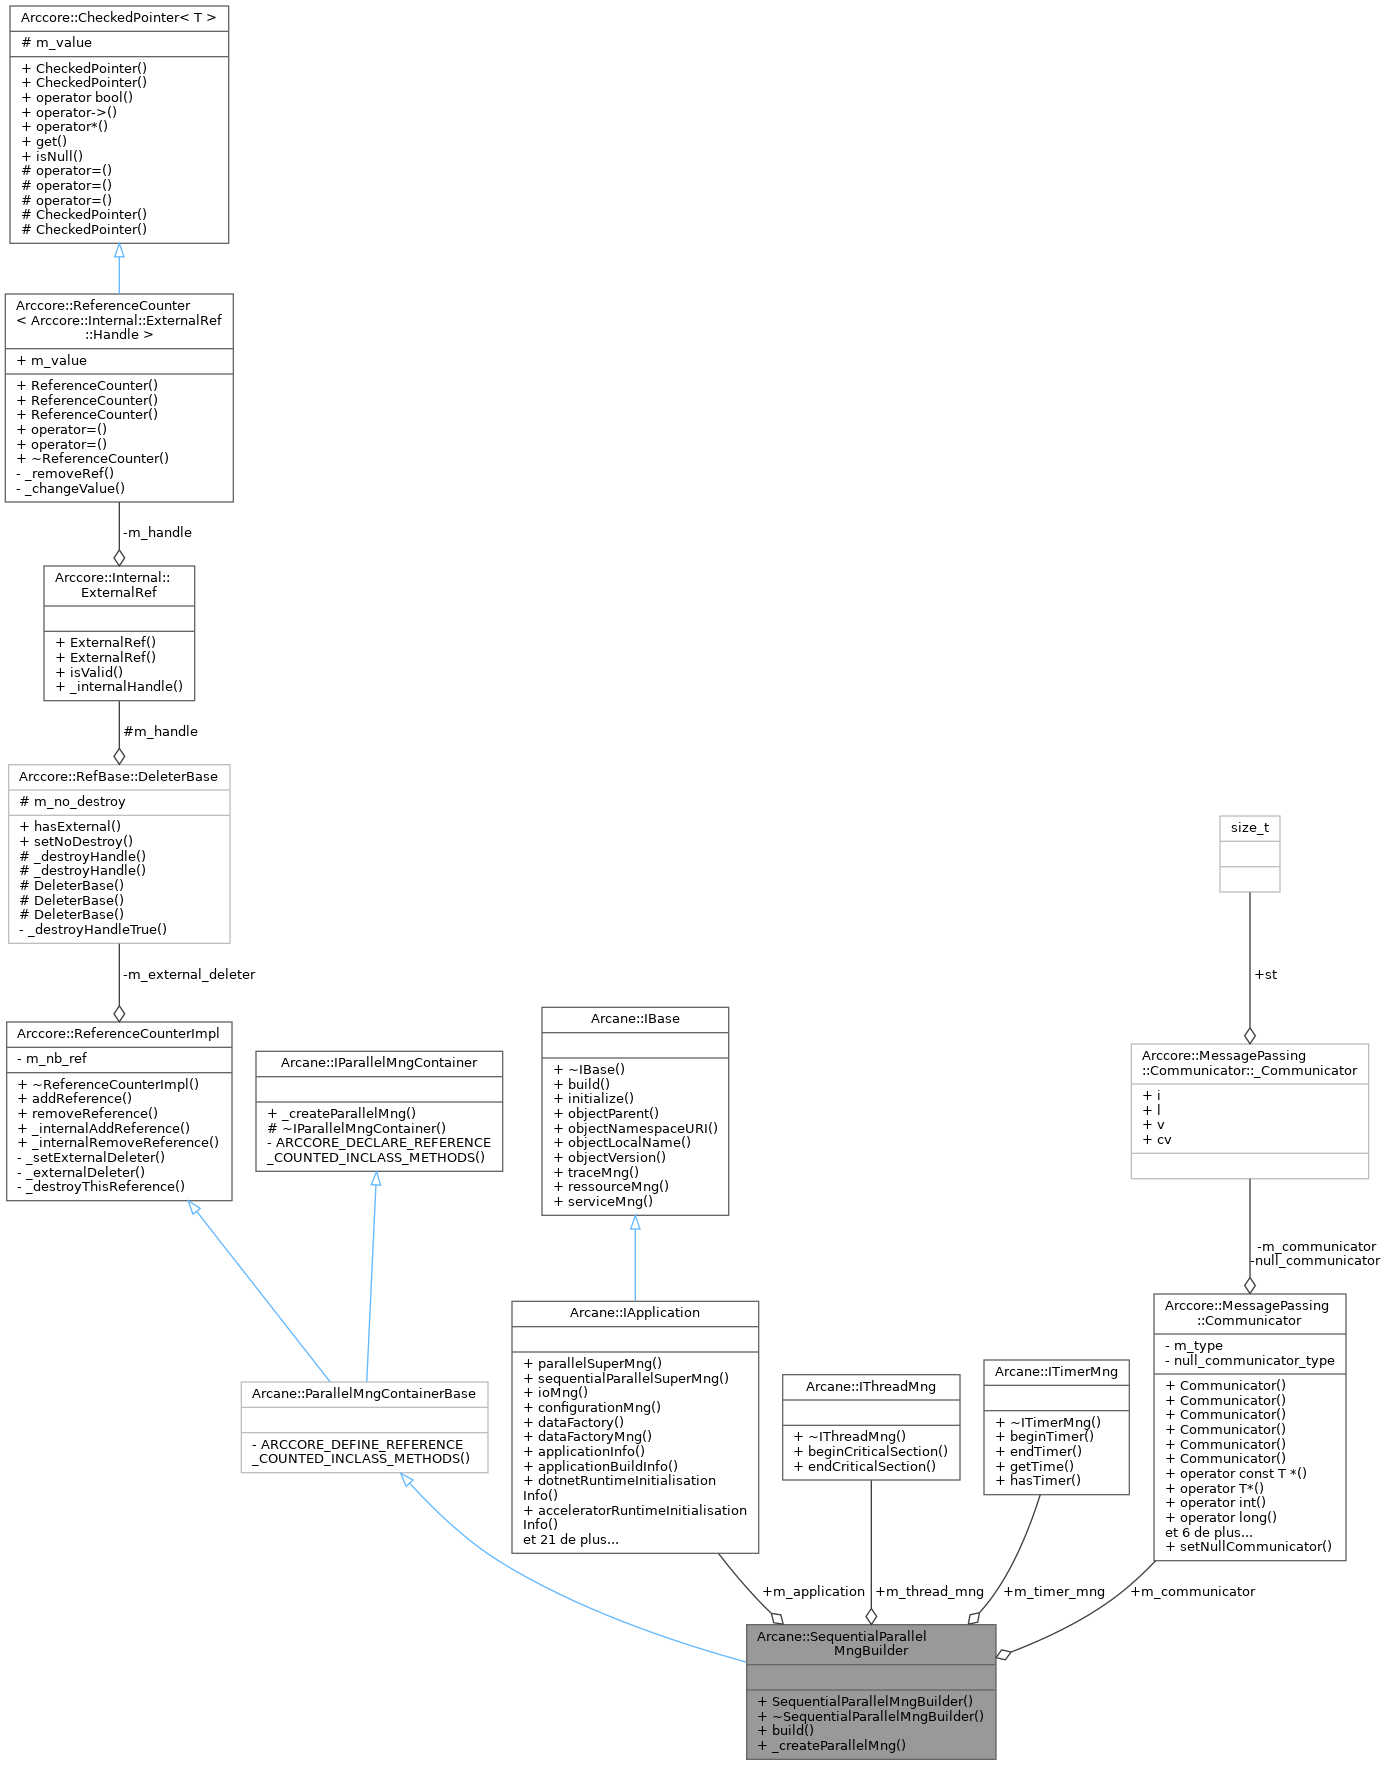 Arccore::CheckedPointer< T >
# m_value
+ CheckedPointer()
+ CheckedPointer()
+ operator bool()
+ operator->()
+ operator*()
+ get()
+ isNull()
# operator=()
# operator=()
# operator=()
# CheckedPointer()
# CheckedPointer()
Arccore::ReferenceCounter
< Arccore::Internal::ExternalRef
::Handle >
+ m_value
+ ReferenceCounter()
+ ReferenceCounter()
+ ReferenceCounter()
+ operator=()
+ operator=()
+ ~ReferenceCounter()
- _removeRef()
- _changeValue()
-m_handle
Arccore::Internal::
ExternalRef
+ ExternalRef()
+ ExternalRef()
+ isValid()
+ _internalHandle()
#m_handle
Arccore::RefBase::DeleterBase
# m_no_destroy
+ hasExternal()
+ setNoDestroy()
# _destroyHandle()
# _destroyHandle()
# DeleterBase()
# DeleterBase()
# DeleterBase()
- _destroyHandleTrue()
-m_external_deleter
Arccore::ReferenceCounterImpl
- m_nb_ref
+ ~ReferenceCounterImpl()
+ addReference()
+ removeReference()
+ _internalAddReference()
+ _internalRemoveReference()
- _setExternalDeleter()
- _externalDeleter()
- _destroyThisReference()
Arcane::IParallelMngContainer
+ _createParallelMng()
# ~IParallelMngContainer()
- ARCCORE_DECLARE_REFERENCE
_COUNTED_INCLASS_METHODS()
Arcane::IBase
+ ~IBase()
+ build()
+ initialize()
+ objectParent()
+ objectNamespaceURI()
+ objectLocalName()
+ objectVersion()
+ traceMng()
+ ressourceMng()
+ serviceMng()
size_t
+st
Arccore::MessagePassing
::Communicator::_Communicator
+ i
+ l
+ v
+ cv
-m_communicator
-null_communicator
Arcane::ParallelMngContainerBase
- ARCCORE_DEFINE_REFERENCE
_COUNTED_INCLASS_METHODS()
Arcane::IApplication
+ parallelSuperMng()
+ sequentialParallelSuperMng()
+ ioMng()
+ configurationMng()
+ dataFactory()
+ dataFactoryMng()
+ applicationInfo()
+ applicationBuildInfo()
+ dotnetRuntimeInitialisation
Info()
+ acceleratorRuntimeInitialisation
Info()
et 21 de plus...
Arcane::IThreadMng
+ ~IThreadMng()
+ beginCriticalSection()
+ endCriticalSection()
Arcane::ITimerMng
+ ~ITimerMng()
+ beginTimer()
+ endTimer()
+ getTime()
+ hasTimer()
Arccore::MessagePassing
::Communicator
- m_type
- null_communicator_type
+ Communicator()
+ Communicator()
+ Communicator()
+ Communicator()
+ Communicator()
+ Communicator()
+ operator const T *()
+ operator T*()
+ operator int()
+ operator long()
et 6 de plus...
+ setNullCommunicator()
+m_application
+m_thread_mng
+m_timer_mng
+m_communicator
Arcane::SequentialParallel
MngBuilder
+ SequentialParallelMngBuilder()
+ ~SequentialParallelMngBuilder()
+ build()
+ _createParallelMng()